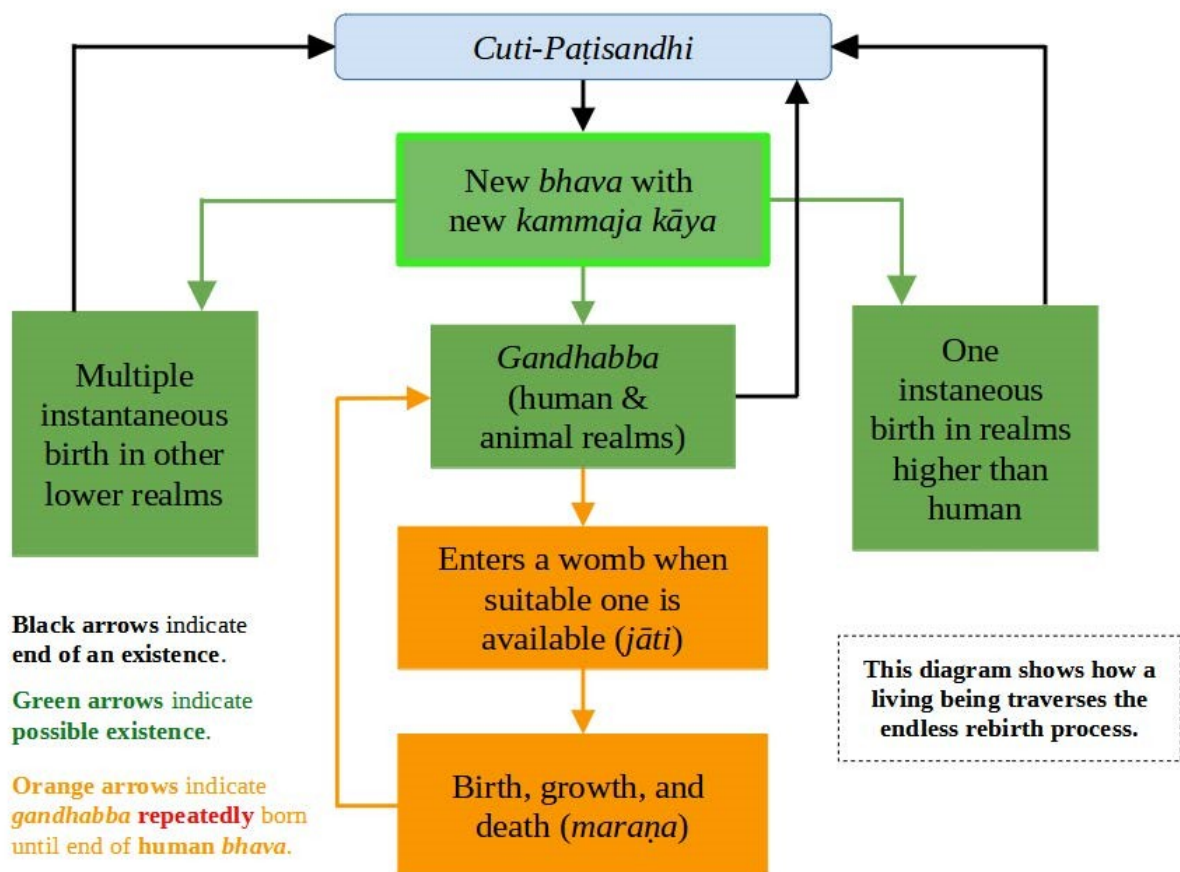 Cuti-Paṭisandhi
New bhava with
new kammaja kāya
Multiple
instantaneous
birth in other
lower realms
Gandhabba
(human &
animal realms)
One
instaneous
birth in realms
higher than
human
Enters a womb when
suitable one is
available (jāti)
Birth, growth, and
death (maraṇa)
Black arrows indicate
end of an existence.
Green arrows indicate
possible existence.
Orange arrows indicate
gandhabba repeatedly born
until end of human bhava.
This diagram shows how a
living being traverses the
endless rebirth process.